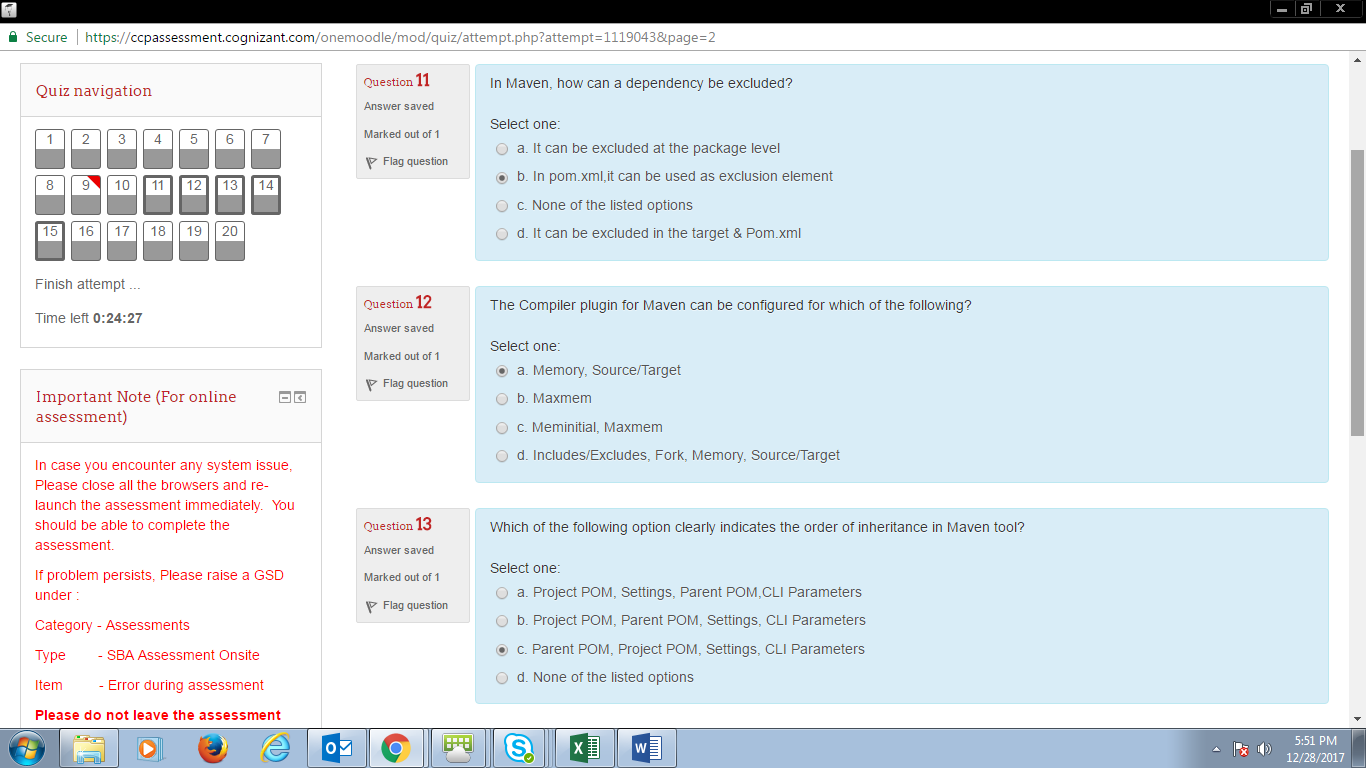 Secure
https://ccpassessment.cognizant.com/onemoodle/mod/quiz/attempt.php?attempt=1119043&page=2
Quiz navigation
1 2 3 4 5 6 7
8 9 10 11 12 13 14
15 16 17 18 19 20
Finish attempt ...
Time left 0:24:27
Important Note (For online
assessment)
In case you encounter any system issue,
Please close all the browsers and re-
launch the assessment immediately. You
should be able to complete the
assessment.
If problem persists, Please raise a GSD
under :
Category - Assessments
Type - SBA Assessment Onsite
Item - Error during assessment
Please do not leave the assessment
Question 11
Answer saved
Marked out of 1
Flag question
In Maven, how can a dependency be excluded?
Select one:
a. It can be excluded at the package level
b. In pom.xml,it can be used as exclusion element
c. None of the listed options
d. It can be excluded in the target & Pom.xml
Question 12
Answer saved
Marked out of 1
Flag question
The Compiler plugin for Maven can be configured for which of the following?
Select one:
a. Memory, Source/Target
b. Maxmem
c. Meminitial, Maxmem
d. Includes/Excludes, Fork, Memory, Source/Target
Question 13
Answer saved
Marked out of 1
Flag question
Which of the following option clearly indicates the order of inheritance in Maven tool?
Select one:
a. Project POM, Settings, Parent POM,CLI Parameters
b. Project POM, Parent POM, Settings, CLI Parameters
c. Parent POM, Project POM, Settings, CLI Parameters
d. None of the listed options
5:51 PM
12/28/2017